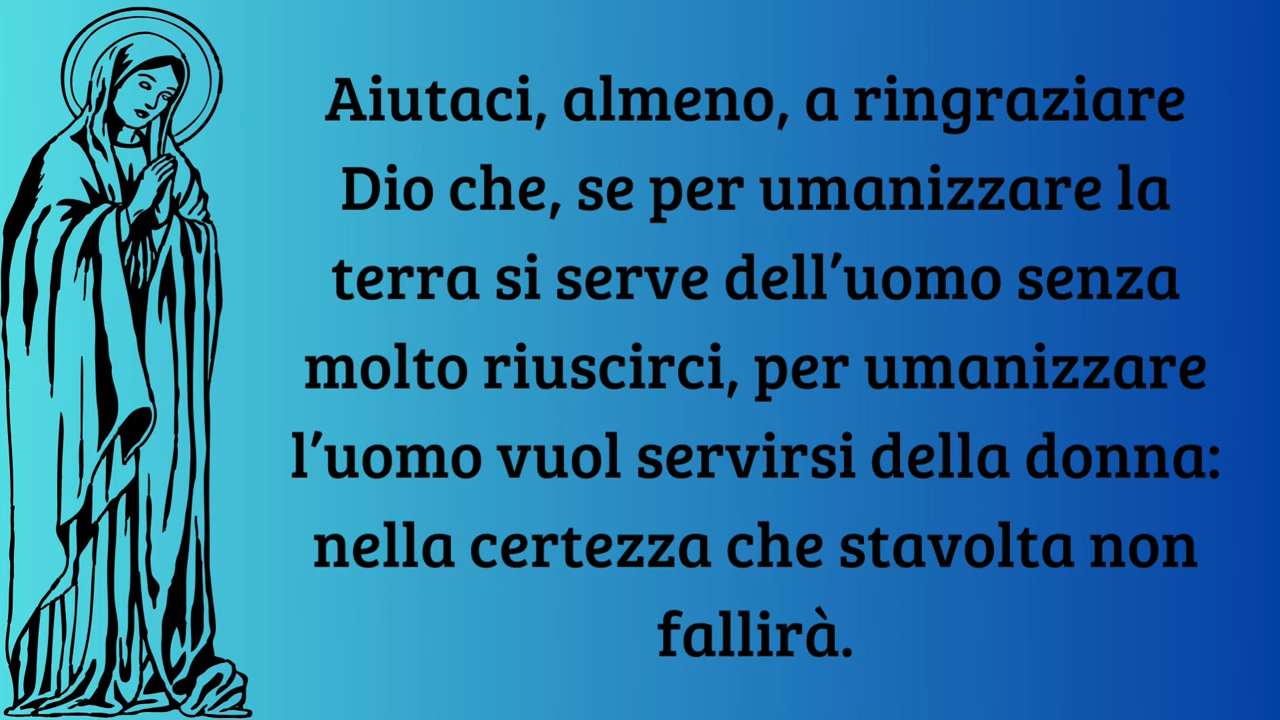 Aiutaci, almeno, a ringraziare
Dio che, se per umanizzare la
terra si serve dell’uomo senza
molto riuscirci, per umanizzare
l’uomo vuol servirsi della donna:
nella certezza che stavolta non
fallirà.